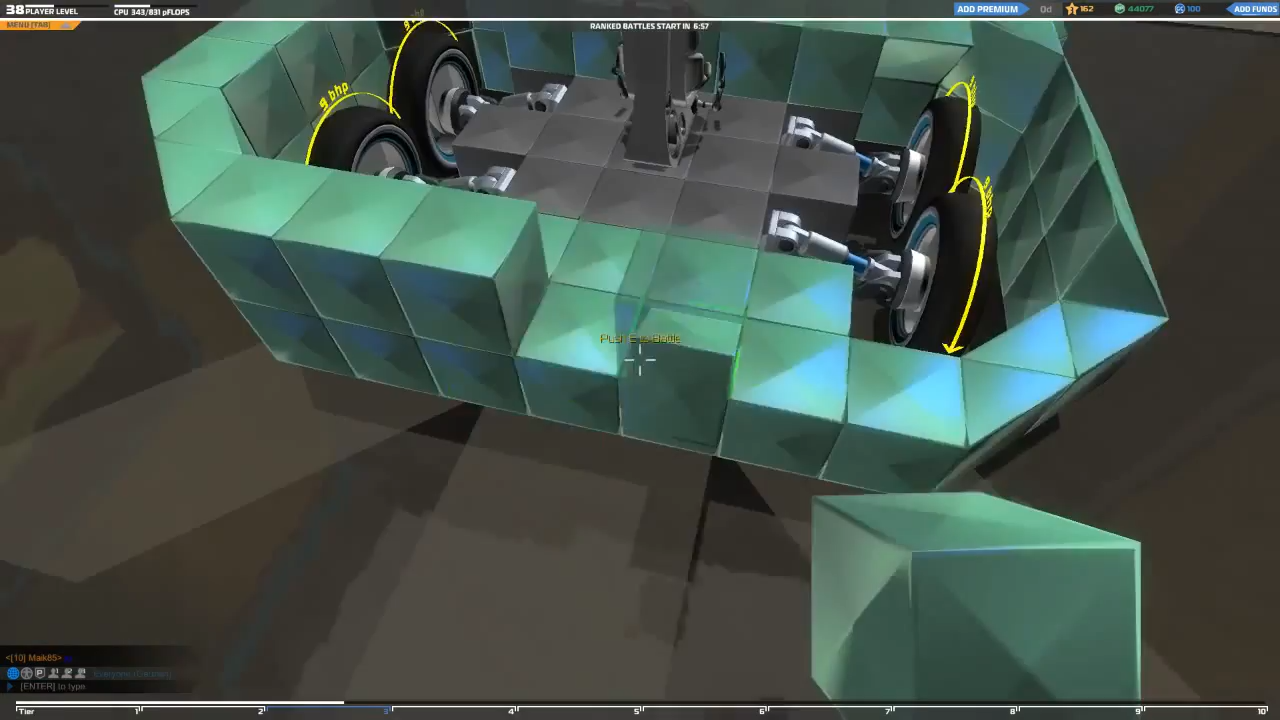 38 PLAYER LEVEL
CPU 343/831 pFLOPS
ADD PREMIUM
0d
162
44077
100
ADD FUNDS
MENU [TAB]
RANKED BATTLES START IN 6:57
9 bhp
<[10] Maik85>
[ENTER] to type
Tier 1 2 3 4 5 6 7 8 9 10